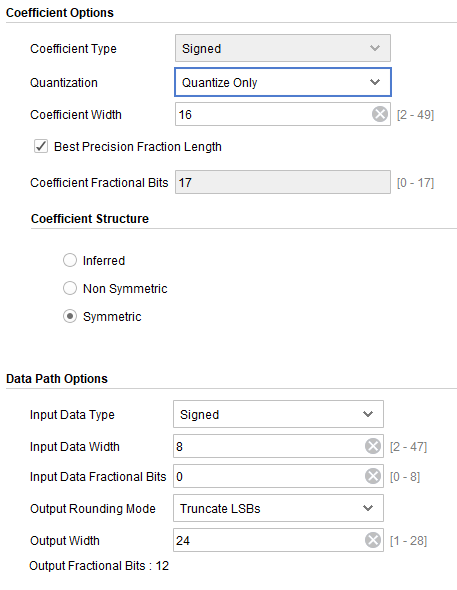 Coefficient Options
Coefficient Type Signed
Quantization Quantize Only
Coefficient Width 16 [2 - 49]
Best Precision Fraction Length
Coefficient Fractional Bits 17 [0 - 17]
Coefficient Structure
Inferred
Non Symmetric
Symmetric
Data Path Options
Input Data Type Signed
Input Data Width 8 [2 - 47]
Input Data Fractional Bits 0 [0 - 8]
Output Rounding Mode Truncate LSBs
Output Width 24 [1 - 28]
Output Fractional Bits : 12